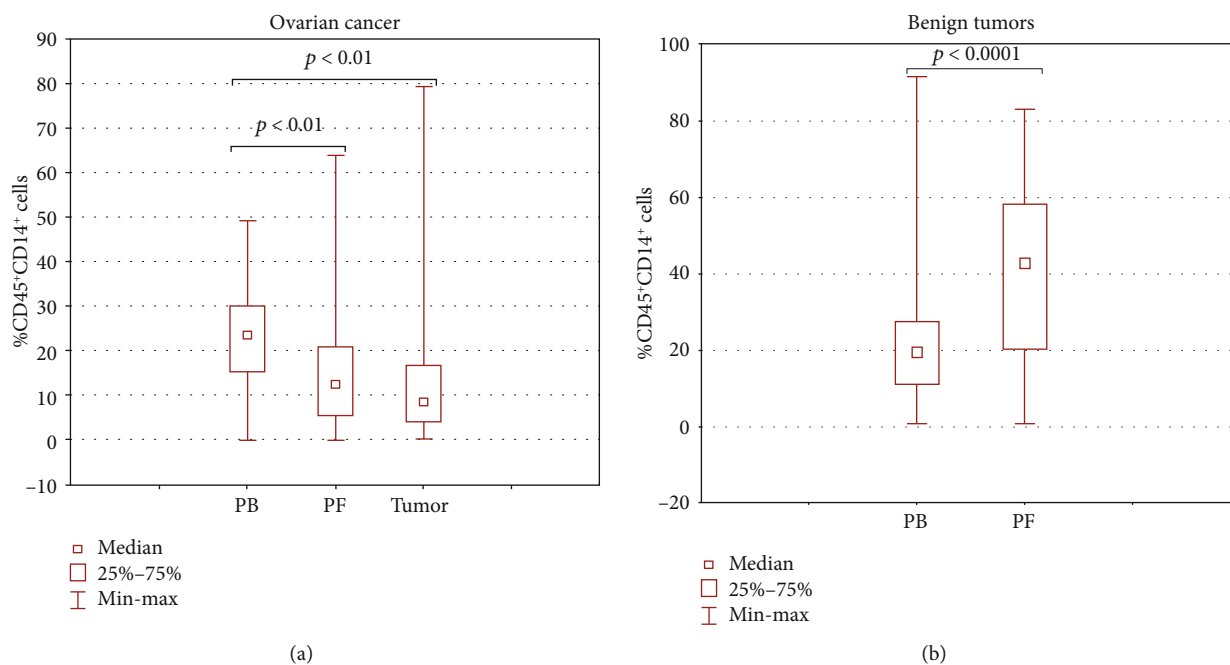 Ovarian cancer
90
80
70
60
50
40
30
20
10
0
–10
%CD45⁺CD14⁺ cells
p < 0.01
p < 0.01
PB PF Tumor
Median
25%–75%
Min-max
(a)
Benign tumors
100
80
60
40
20
0
–20
%CD45⁺CD14⁺ cells
p < 0.0001
PB PF
Median
25%–75%
Min-max
(b)